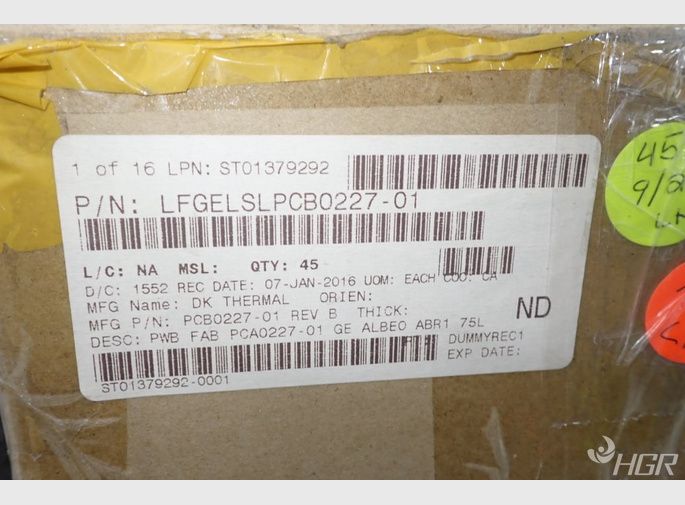 1 of 16 LPN: ST01379292
P/N: LFGELSLPCB0227-01
L/C: NA MSL: QTY: 45
D/C: 1552 REC DATE: 07-JAN-2016 UOM: EACH COO: CA
MFG Name: DK THERMAL ORIEN:
MFG P/N: PCB0227-01 REV B THICK:
ND
DESC: PWB FAB PCA0227-01 GE ALBEO ABR1 75L
DUMMYREC1
EXP DATE:
ST01379292-0001
45
HGR